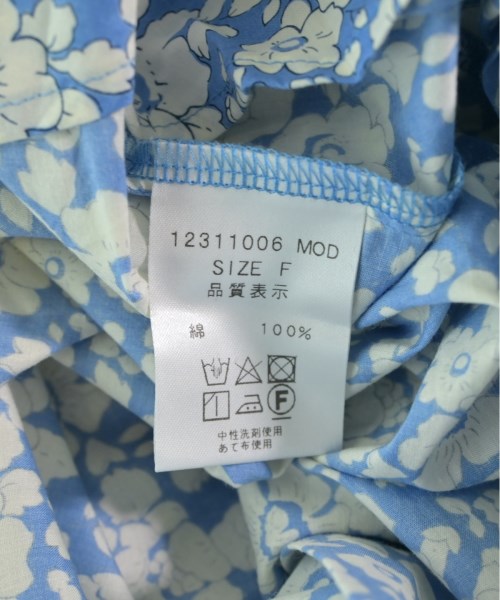 12311006 MOD
SIZE F
品質表示
綿 100%
F
中性洗剤使用
あて布使用